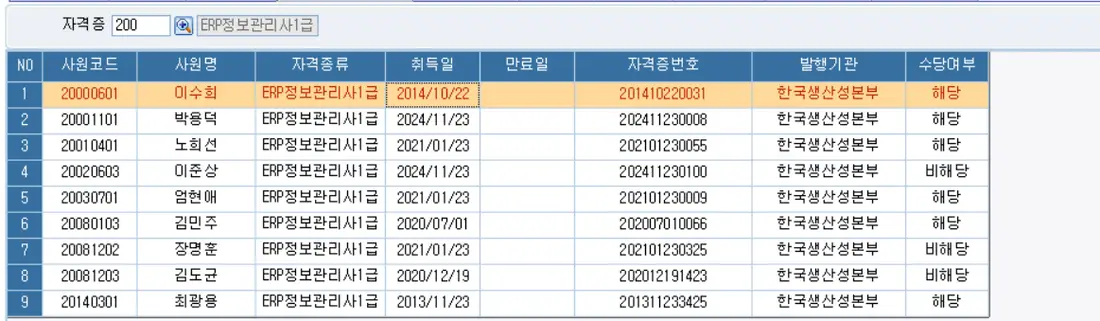 자격증 200 ERP정보관리사1급
NO 사원코드 사원명 자격종류 취득일 만료일 자격증번호 발행기관 수당여부
1 20000601 이수희 ERP정보관리사1급 2014/10/22 201410220031 한국생산성본부 해당
2 20001101 박용덕 ERP정보관리사1급 2024/11/23 202411230008 한국생산성본부 해당
3 20010401 노희선 ERP정보관리사1급 2021/01/23 202101230055 한국생산성본부 해당
4 20020603 이준상 ERP정보관리사1급 2024/11/23 202411230100 한국생산성본부 비해당
5 20030701 엄현애 ERP정보관리사1급 2021/01/23 202101230009 한국생산성본부 해당
6 20080103 김민주 ERP정보관리사1급 2020/07/01 202007010066 한국생산성본부 해당
7 20081202 장명훈 ERP정보관리사1급 2021/01/23 202101230325 한국생산성본부 비해당
8 20081203 김도균 ERP정보관리사1급 2020/12/19 202012191423 한국생산성본부 비해당
9 20140301 최광용 ERP정보관리사1급 2013/11/23 201311233425 한국생산성본부 해당